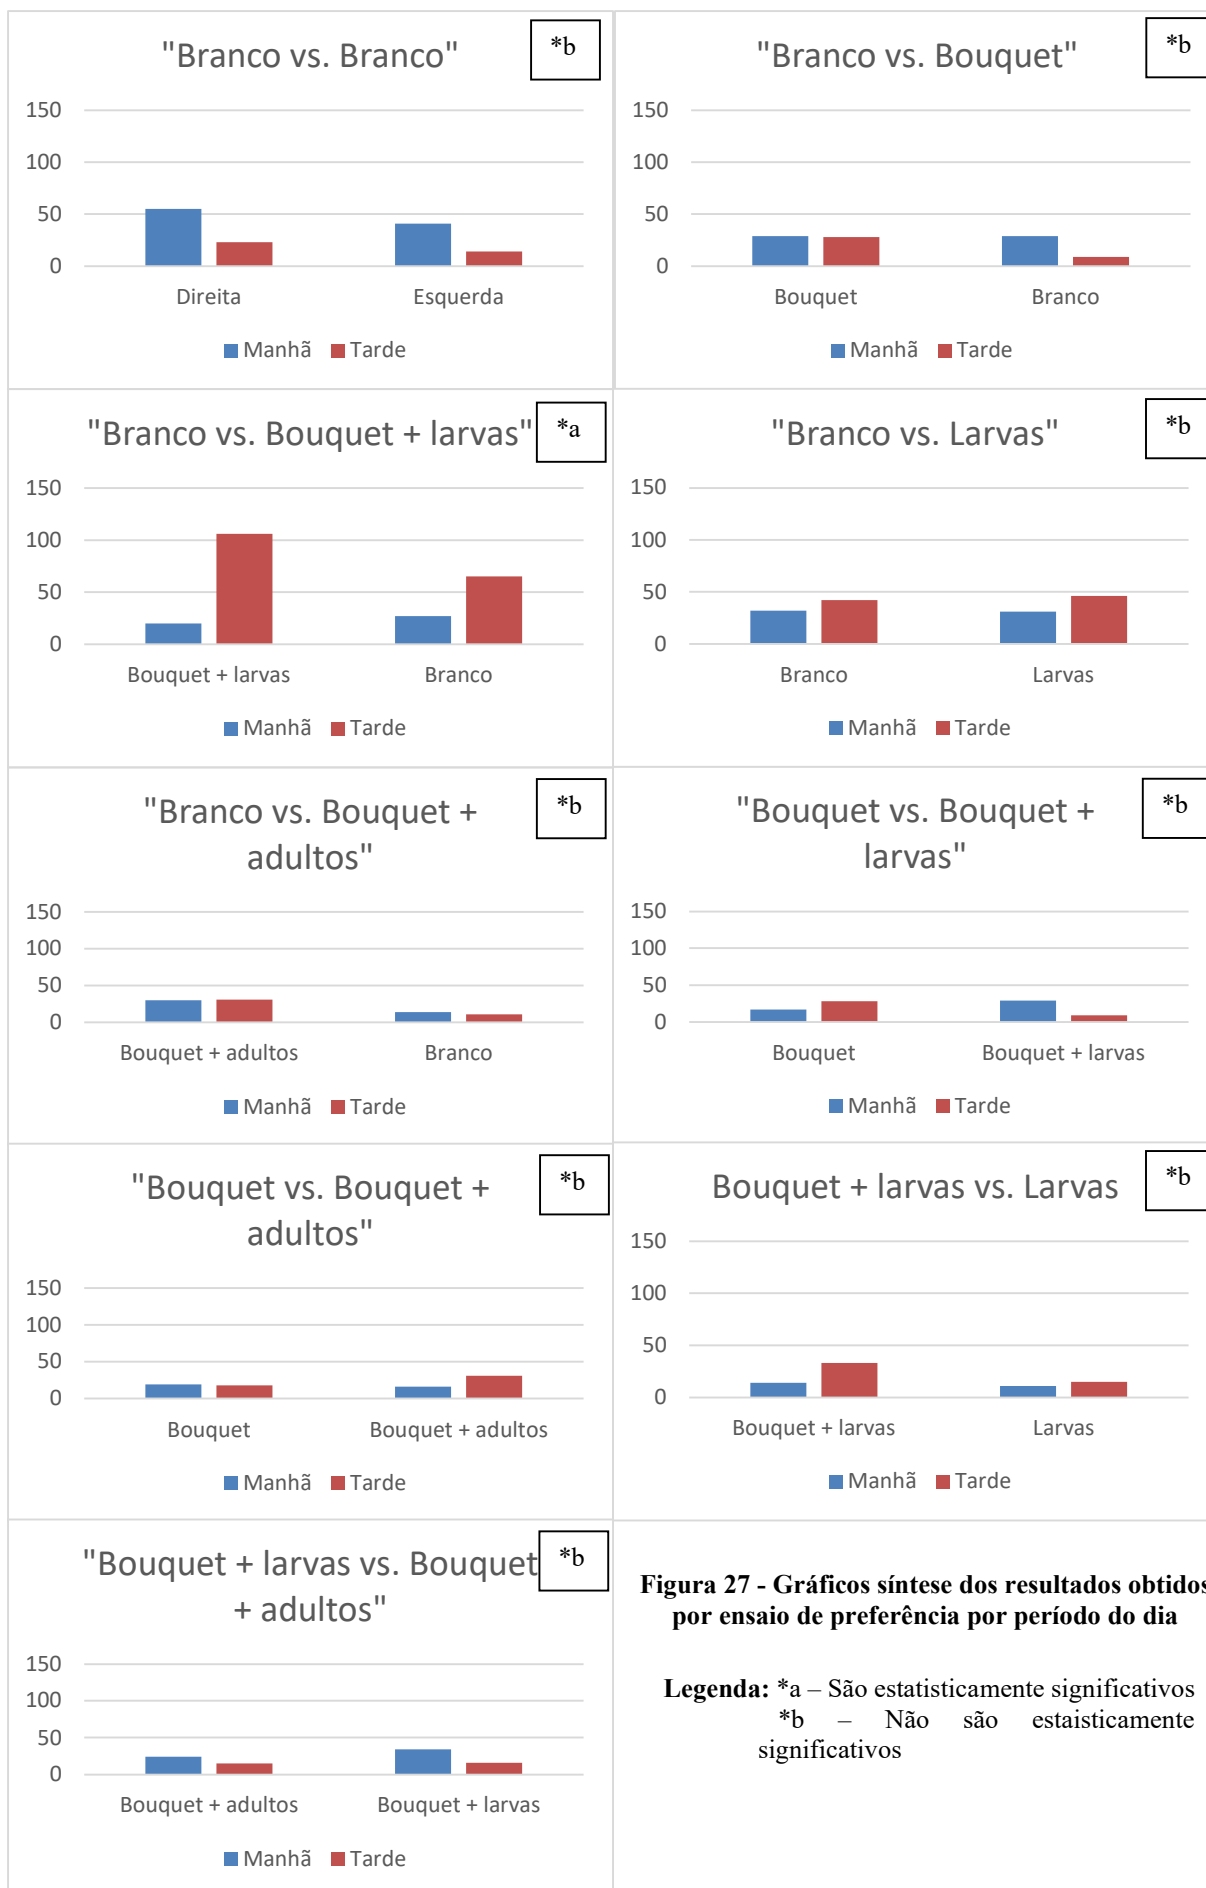 "Branco vs. Branco"
*b
150
100
50
0
Direita Esquerda
Manhã Tarde
"Branco vs. Bouquet"
*b
150
100
50
0
Bouquet Branco
Manhã Tarde
"Branco vs. Bouquet + larvas"
*a
150
100
50
0
Bouquet + larvas Branco
Manhã Tarde
"Branco vs. Larvas"
*b
150
100
50
0
Branco Larvas
Manhã Tarde
"Branco vs. Bouquet +
adultos"
*b
150
100
50
0
Bouquet + adultos Branco
Manhã Tarde
"Bouquet vs. Bouquet +
larvas"
*b
150
100
50
0
Bouquet Bouquet + larvas
Manhã Tarde
"Bouquet vs. Bouquet +
adultos"
*b
150
100
50
0
Bouquet Bouquet + adultos
Manhã Tarde
Bouquet + larvas vs. Larvas
*b
150
100
50
0
Bouquet + larvas Larvas
Manhã Tarde
"Bouquet + larvas vs. Bouquet
+ adultos"
*b
150
100
50
0
Bouquet + adultos Bouquet + larvas
Manhã Tarde
Figura 27 - Gráficos síntese dos resultados obtidos
por ensaio de preferência por período do dia
Legenda: *a – São estatisticamente significativos
*b – Não são estaisticamente
significativos